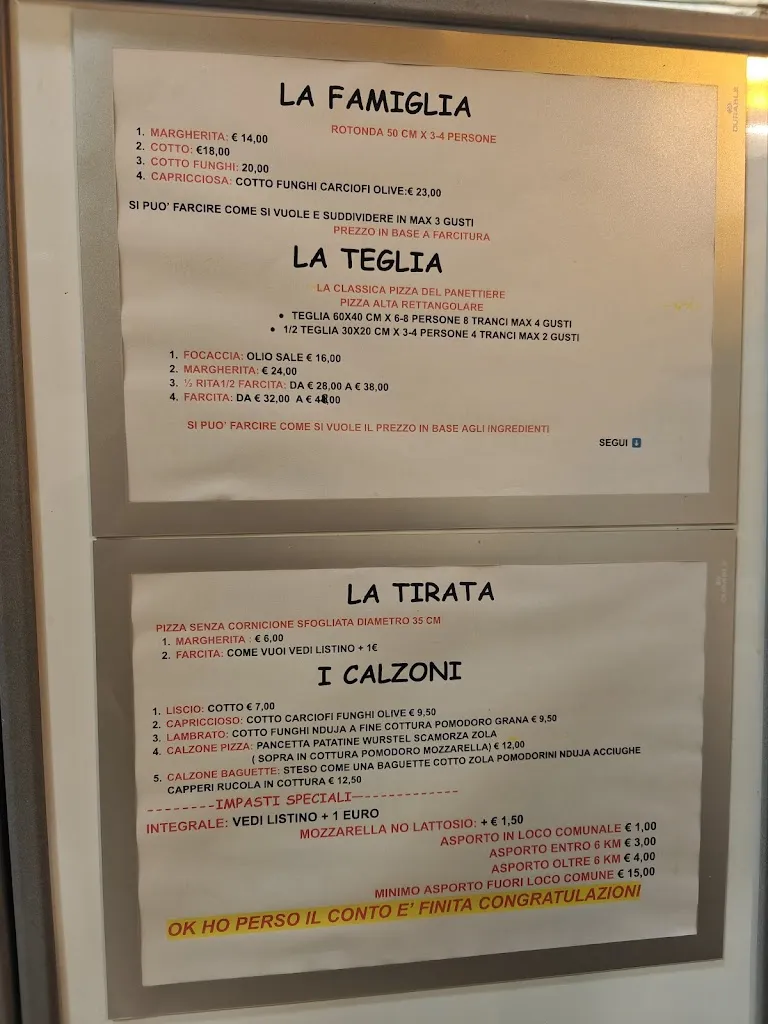 DURABLE
LA FAMIGLIA
ROTONDA 50 CM X 3-4 PERSONE
1. MARGHERITA: € 14,00
2. COTTO: €18,00
3. COTTO FUNGHI: 20,00
4. CAPRICCIOSA: COTTO FUNGHI CARCIOFI OLIVE:€ 23,00
SI PUO' FARCIRE COME SI VUOLE E SUDDIVIDERE IN MAX 3 GUSTI
PREZZO IN BASE A FARCITURA
LA TEGLIA
LA CLASSICA PIZZA DEL PANETTIERE
PIZZA ALTA RETTANGOLARE
• TEGLIA 60X40 CM X 6-8 PERSONE 8 TRANCI MAX 4 GUSTI
• 1/2 TEGLIA 30X20 CM X 3-4 PERSONE 4 TRANCI MAX 2 GUSTI
1. FOCACCIA: OLIO SALE € 16,00
2. MARGHERITA: € 24,00
3. ½ RITA1/2 FARCITA: DA € 28,00 A € 38,00
4. FARCITA: DA € 32,00 A € 48,00
SI PUO' FARCIRE COME SI VUOLE IL PREZZO IN BASE AGLI INGREDIENTI
SEGUI ⬇️
LA TIRATA
PIZZA SENZA CORNICIONE SFOGLIATA DIAMETRO 35 CM
1. MARGHERITA : € 6,00
2. FARCITA: COME VUOI VEDI LISTINO + 1€
I CALZONI
1. LISCIO: COTTO € 7,00
2. CAPRICCIOSO: COTTO CARCIOFI FUNGHI OLIVE € 9,50
3. LAMBRATO: COTTO FUNGHI NDUJA A FINE COTTURA POMODORO GRANA € 9,50
4. CALZONE PIZZA: PANCETTA PATATINE WURSTEL SCAMORZA ZOLA
( SOPRA IN COTTURA POMODORO MOZZARELLA) € 12,00
5. CALZONE BAGUETTE: STESO COME UNA BAGUETTE COTTO ZOLA POMODORINI NDUJA ACCIUGHE
CAPPERI RUCOLA IN COTTURA € 12,50
--------IMPASTI SPECIALI-------------
INTEGRALE: VEDI LISTINO + 1 EURO
MOZZARELLA NO LATTOSIO: + € 1,50
ASPORTO IN LOCO COMUNALE € 1,00
ASPORTO ENTRO 6 KM € 3,00
ASPORTO OLTRE 6 KM € 4,00
MINIMO ASPORTO FUORI LOCO COMUNE € 15,00
OK HO PERSO IL CONTO E' FINITA CONGRATULAZIONI